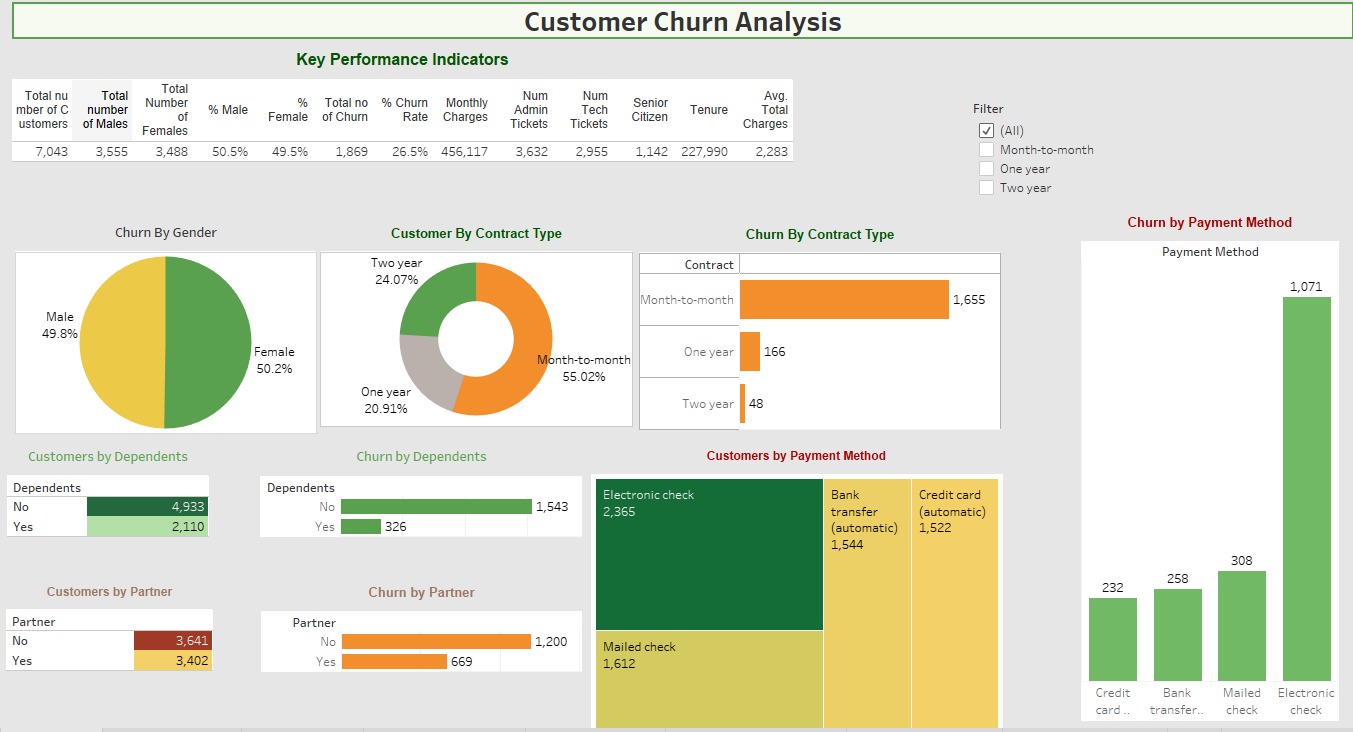 Customer Churn Analysis
Key Performance Indicators
Total nu
mber of C
ustomers
Total
number
of Males
Total
Number
of
Females
% Male
%
Female
Total no
of Churn
% Churn
Rate
Monthly
Charges
Num
Admin
Tickets
Num
Tech
Tickets
Senior
Citizen
Tenure
Avg.
Total
Charges
7,043 3,555 3,488 50.5% 49.5% 1,869 26.5% 456,117 3,632 2,955 1,142 227,990 2,283
Filter
(All)
Month-to-month
One year
Two year
Churn By Gender
Male
49.8%
Female
50.2%
Customer By Contract Type
Two year
24.07%
Month-to-month
55.02%
One year
20.91%
Churn By Contract Type
Contract
Month-to-month 1,655
One year 166
Two year 48
Churn by Payment Method
Payment Method
1,071
308
258
232
Credit
card ..
Bank
transfer..
Mailed
check
Electronic
check
Customers by Dependents
Dependents
No 4,933
Yes 2,110
Churn by Dependents
Dependents
No 1,543
Yes 326
Customers by Payment Method
Electronic check
2,365
Bank
transfer
(automatic)
1,544
Credit card
(automatic)
1,522
Mailed check
1,612
Customers by Partner
Partner
No 3,641
Yes 3,402
Churn by Partner
Partner
No 1,200
Yes 669